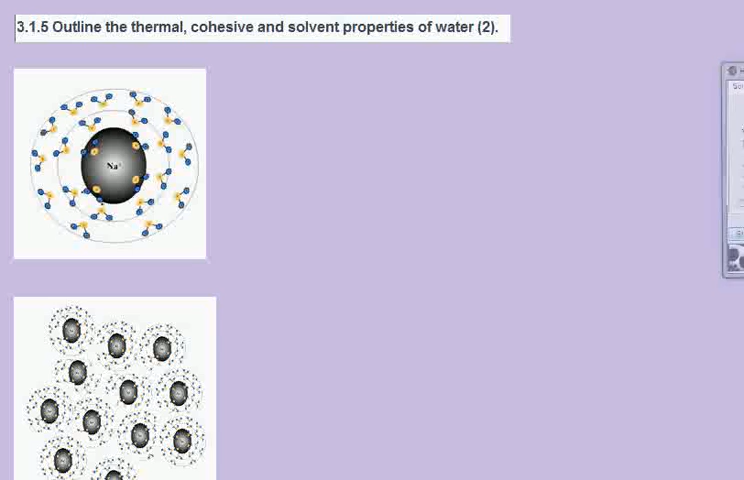 3.1.5 Outline the thermal, cohesive and solvent properties of water (2).
Na⁺